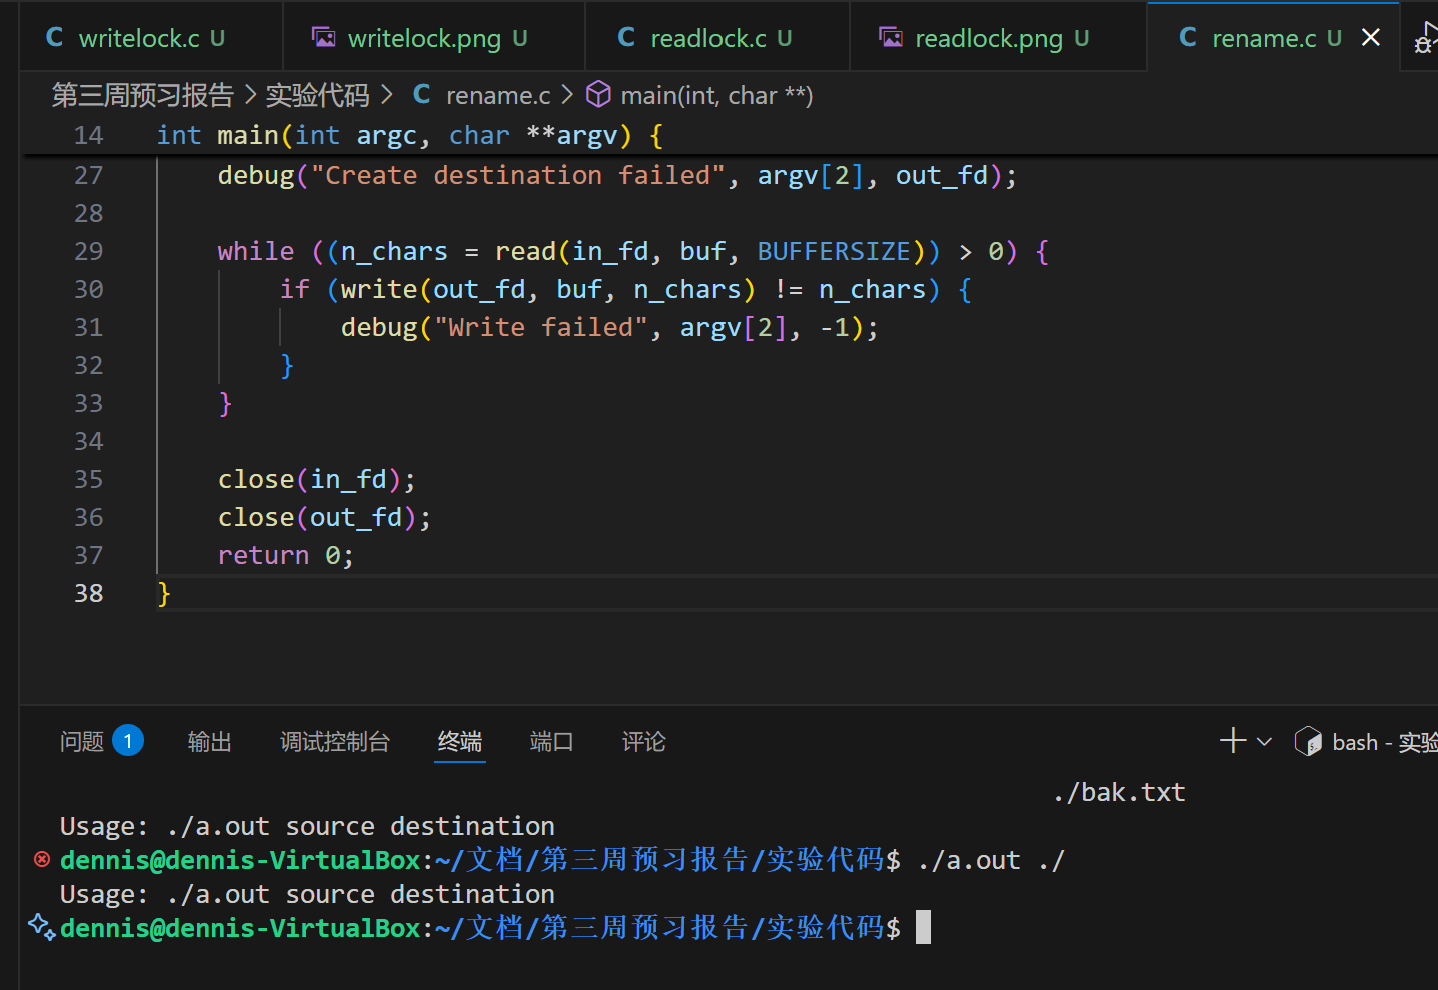 writelock.c U writelock.png U readlock.c U readlock.png U rename.c U
第三周预习报告 > 实验代码 > C rename.c > main(int, char **)
14 int main(int argc, char **argv) {
27 debug("Create destination failed", argv[2], out_fd);
28
29 while ((n_chars = read(in_fd, buf, BUFFERSIZE)) > 0) {
30 if (write(out_fd, buf, n_chars) != n_chars) {
31 debug("Write failed", argv[2], -1);
32 }
33 }
34
35 close(in_fd);
36 close(out_fd);
37 return 0;
38 }
问题 1 输出 调试控制台 终端 端口 评论 bash - 实验
./bak.txt
Usage: ./a.out source destination
dennis@dennis-VirtualBox:~/文档/第三周预习报告/实验代码$ ./a.out ./
Usage: ./a.out source destination
dennis@dennis-VirtualBox:~/文档/第三周预习报告/实验代码$